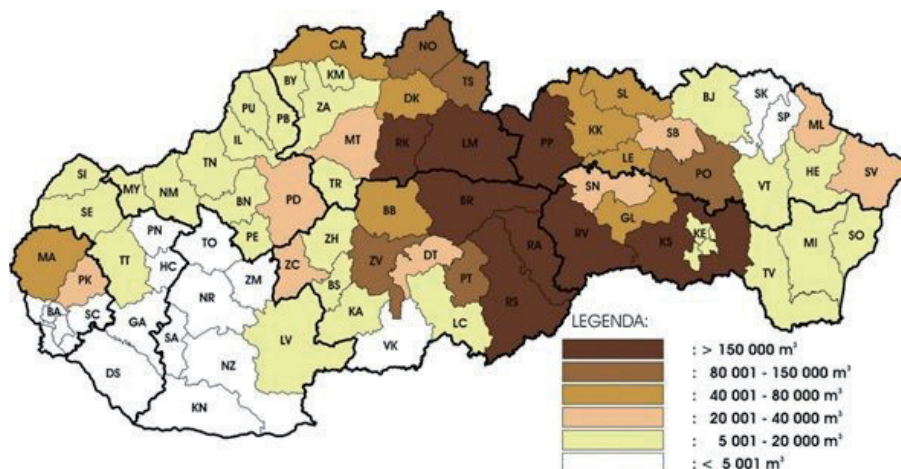 CA
NO
BY
KM
TS
DK
SL
BJ
SK
PU
PB
ZA
SP
ML
IL
MT
RK
LM
PP
KK
SB
TN
LE
PO
HE
SV
VT
SI
MY
NM
TR
SN
BN
PD
BB
BR
GL
SE
PE
ZH
RV
KS
KE
SO
PN
TO
RA
MI
MA
PK
TT
HC
ZC
ZV
DT
PT
TV
ZM
BS
NR
RS
BA
SC
GA
KA
LC
LV
SA
VK
NZ
DS
KN
LEGENDA:
: > 150 000 m³
: 80 001 - 150 000 m³
: 40 001 - 80 000 m³
: 20 001 - 40 000 m³
: 5 001 - 20 000 m³
: < 5 001 m³